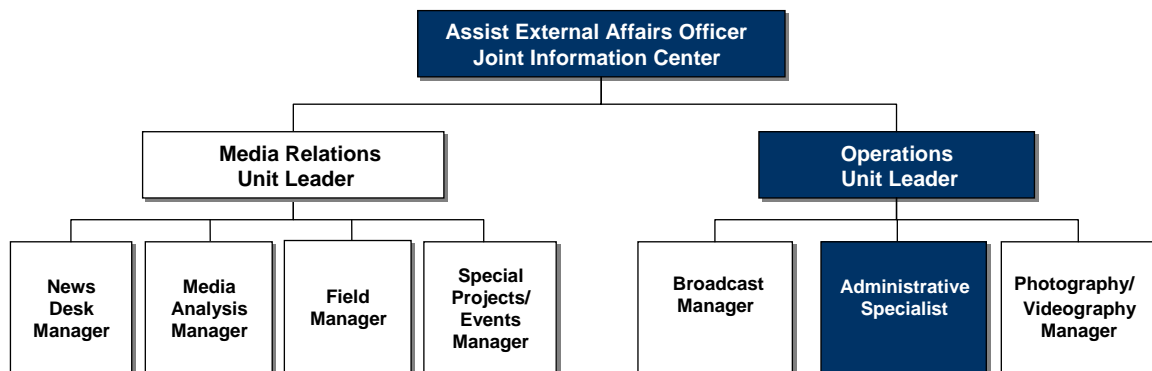 Assist External Affairs Officer
Joint Information Center
Media Relations
Unit Leader
Operations
Unit Leader
News
Desk
Manager
Media
Analysis
Manager
Field
Manager
Special
Projects/
Events
Manager
Broadcast
Manager
Administrative
Specialist
Photography/
Videography
Manager